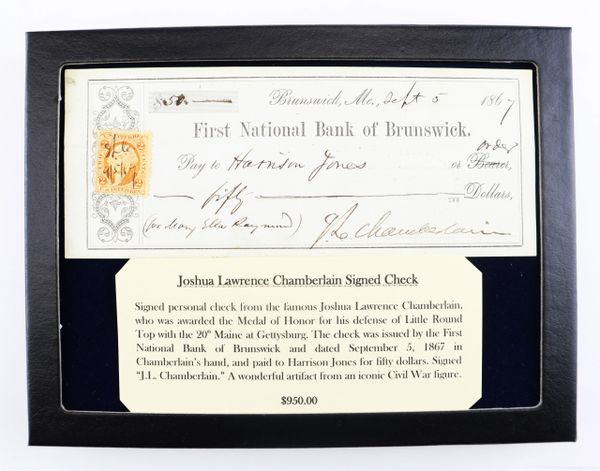 $50.
Brunswick, Me., Sept 5 1867
First National Bank of Brunswick.
order
Pay to Harrison Jones or Bearer,
fifty Dollars,
(for Mary Ellen Raymond) J L Chamberlain
Joshua Lawrence Chamberlain Signed Check
Signed personal check from the famous Joshua Lawrence Chamberlain,
who was awarded the Medal of Honor for his defense of Little Round
Top with the 20th Maine at Gettysburg. The check was issued by the First
National Bank of Brunswick and dated September 5, 1867 in
Chamberlain's hand, and paid to Harrison Jones for fifty dollars. Signed
"J.L. Chamberlain." A wonderful artifact from an iconic Civil War figure.
$950.00